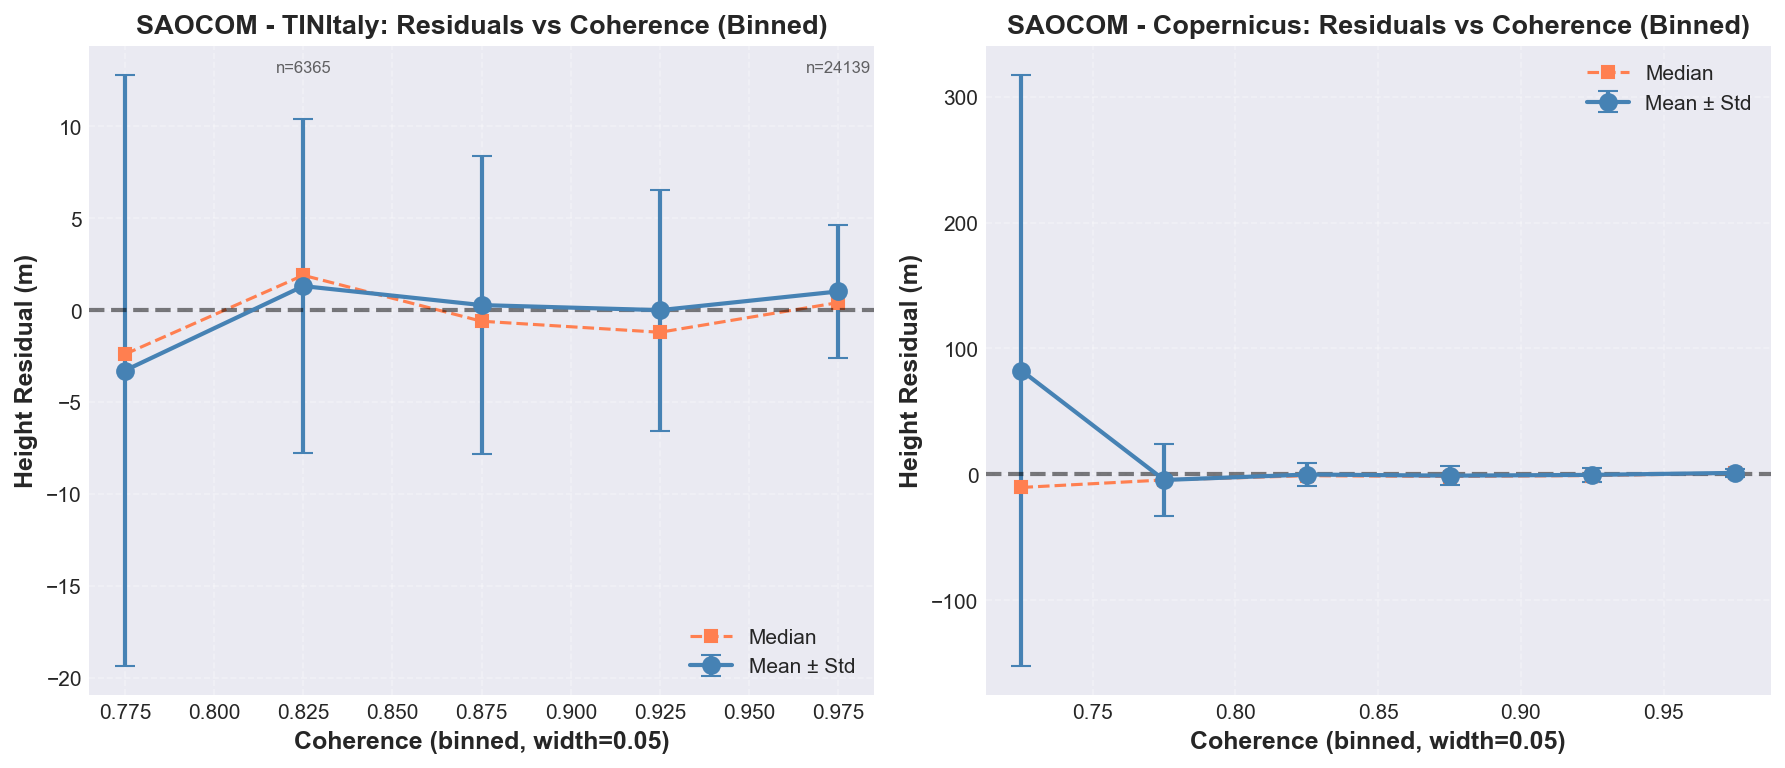 SAOCOM - TINItaly: Residuals vs Coherence (Binned)
n=6365
n=24139
10
5
0
−5
−10
−15
−20
Height Residual (m)
Median
Mean ± Std
0.775 0.800 0.825 0.850 0.875 0.900 0.925 0.950 0.975
Coherence (binned, width=0.05)
SAOCOM - Copernicus: Residuals vs Coherence (Binned)
Median
Mean ± Std
300
200
100
0
−100
Height Residual (m)
0.75 0.80 0.85 0.90 0.95
Coherence (binned, width=0.05)